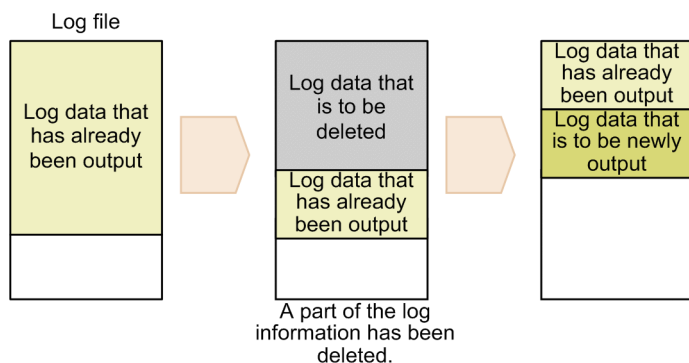 Log file
Log data that
has already
been output
Log data that
is to be
deleted
Log data that
has already
been output
A part of the log
information has been
deleted.
Log data that
has already
been output
Log data that
is to be newly
output